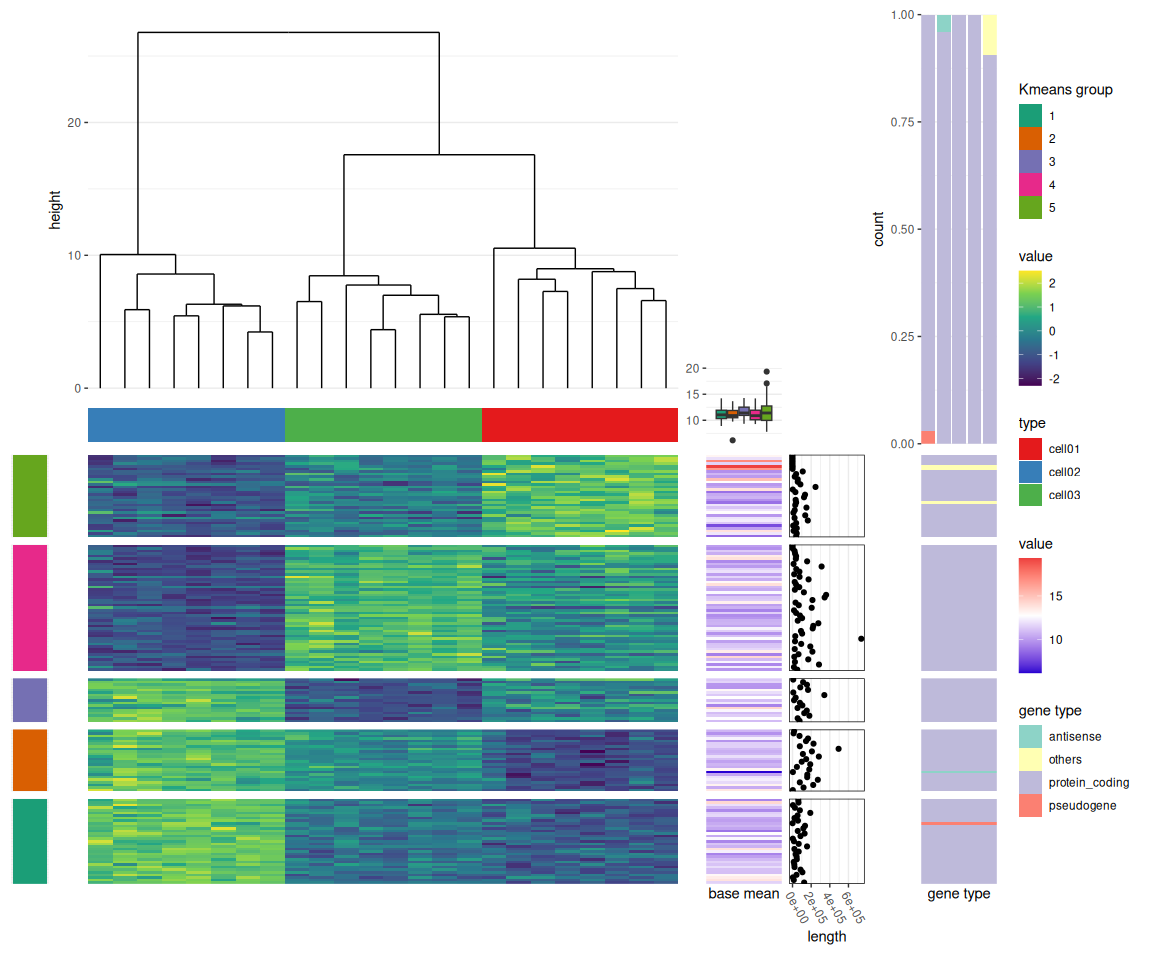 height
20
10
0
20
15
10
count
1.00
0.75
0.50
0.25
0.00
base mean
0e+00
2e+05
4e+05
6e+05
length
gene type
Kmeans group
1
2
3
4
5
value
2
1
0
-1
-2
type
cell01
cell02
cell03
value
15
10
gene type
antisense
others
protein_coding
pseudogene